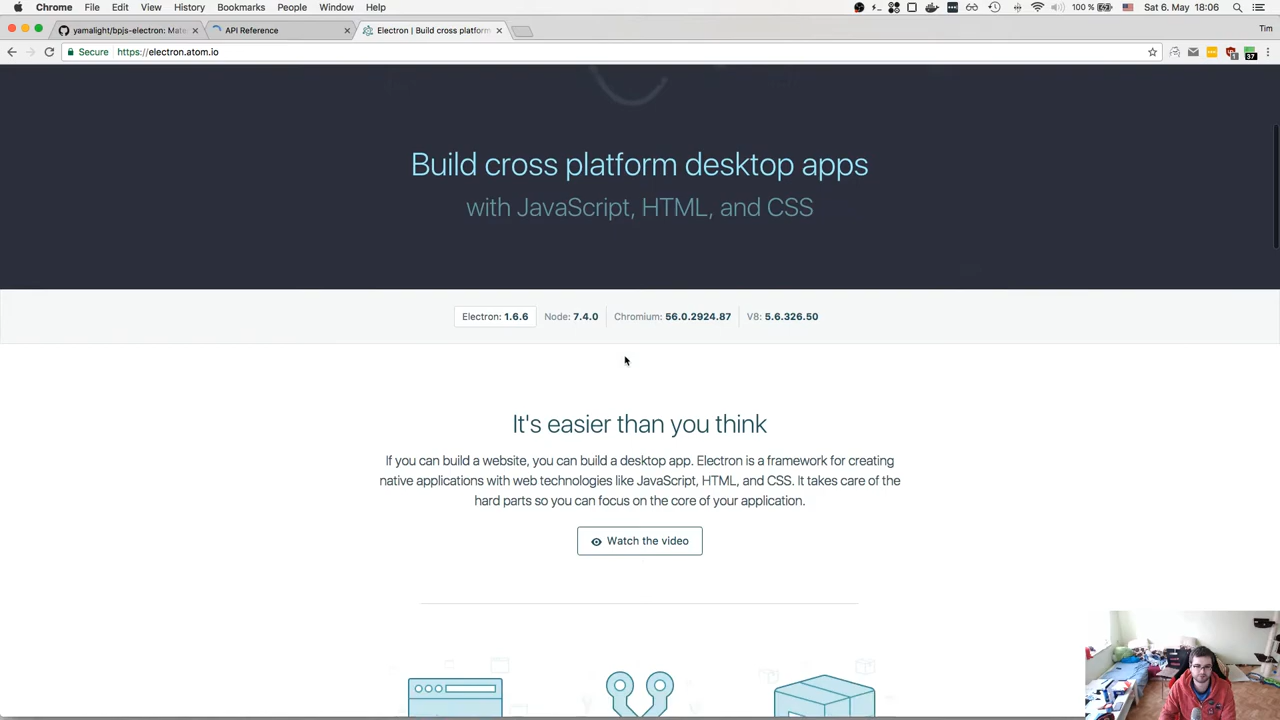 Chrome File Edit View History Bookmarks People Window Help
100 % Sat 6. May 18:06
yamalight/bpjs-electron: Mate
API Reference
Electron | Build cross platform
Tim
Secure https://electron.atom.io
37
Build cross platform desktop apps
with JavaScript, HTML, and CSS
Electron: 1.6.6 Node: 7.4.0 Chromium: 56.0.2924.87 V8: 5.6.326.50
It's easier than you think
If you can build a website, you can build a desktop app. Electron is a framework for creating
native applications with web technologies like JavaScript, HTML, and CSS. It takes care of the
hard parts so you can focus on the core of your application.
Watch the video